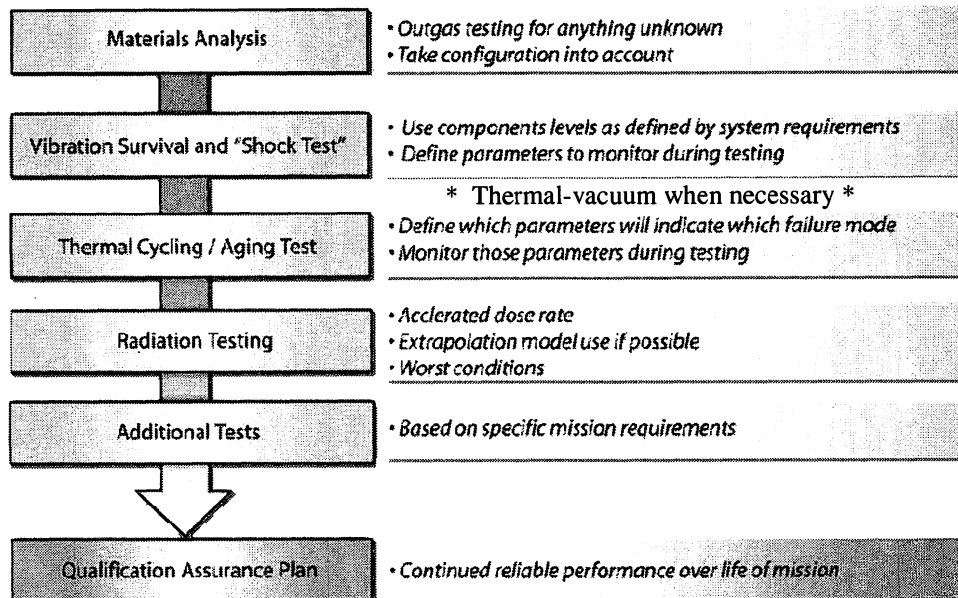 Materials Analysis
• Outgas testing for anything unknown
• Take configuration into account
Vibration Survival and "Shock Test"
• Use components levels as defined by system requirements
• Define parameters to monitor during testing
* Thermal-vacuum when necessary *
Thermal Cycling / Aging Test
• Define which parameters will indicate which failure mode
• Monitor those parameters during testing
Radiation Testing
• Acclerated dose rate
• Extrapolation model use if possible
• Worst conditions
Additional Tests
• Based on specific mission requirements
Qualification Assurance Plan
• Continued reliable performance over life of mission